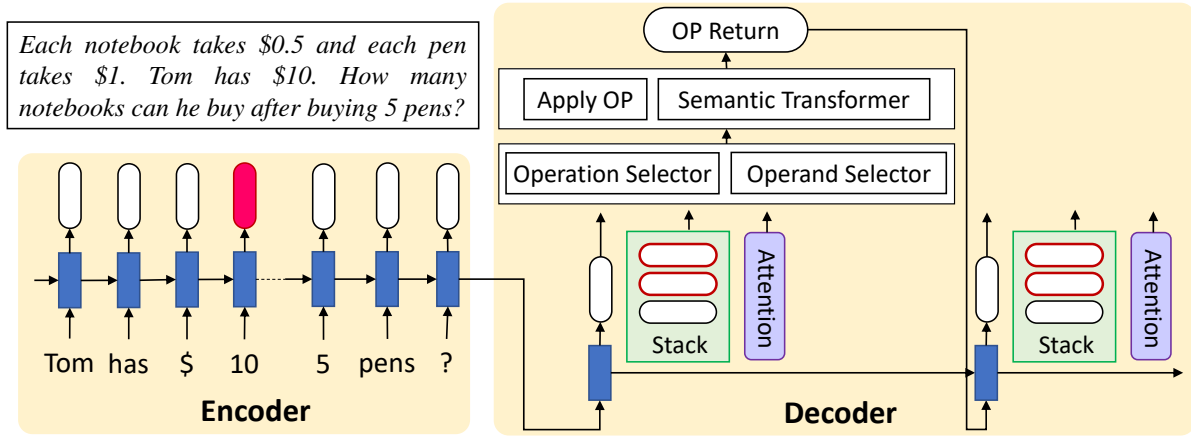 Each notebook takes $0.5 and each pen
takes $1. Tom has $10. How many
notebooks can he buy after buying 5 pens?
Tom has $ 10 5 pens ?
Encoder
OP Return
Apply OP
Semantic Transformer
Operation Selector
Operand Selector
Stack
Attention
Stack
Attention
Decoder